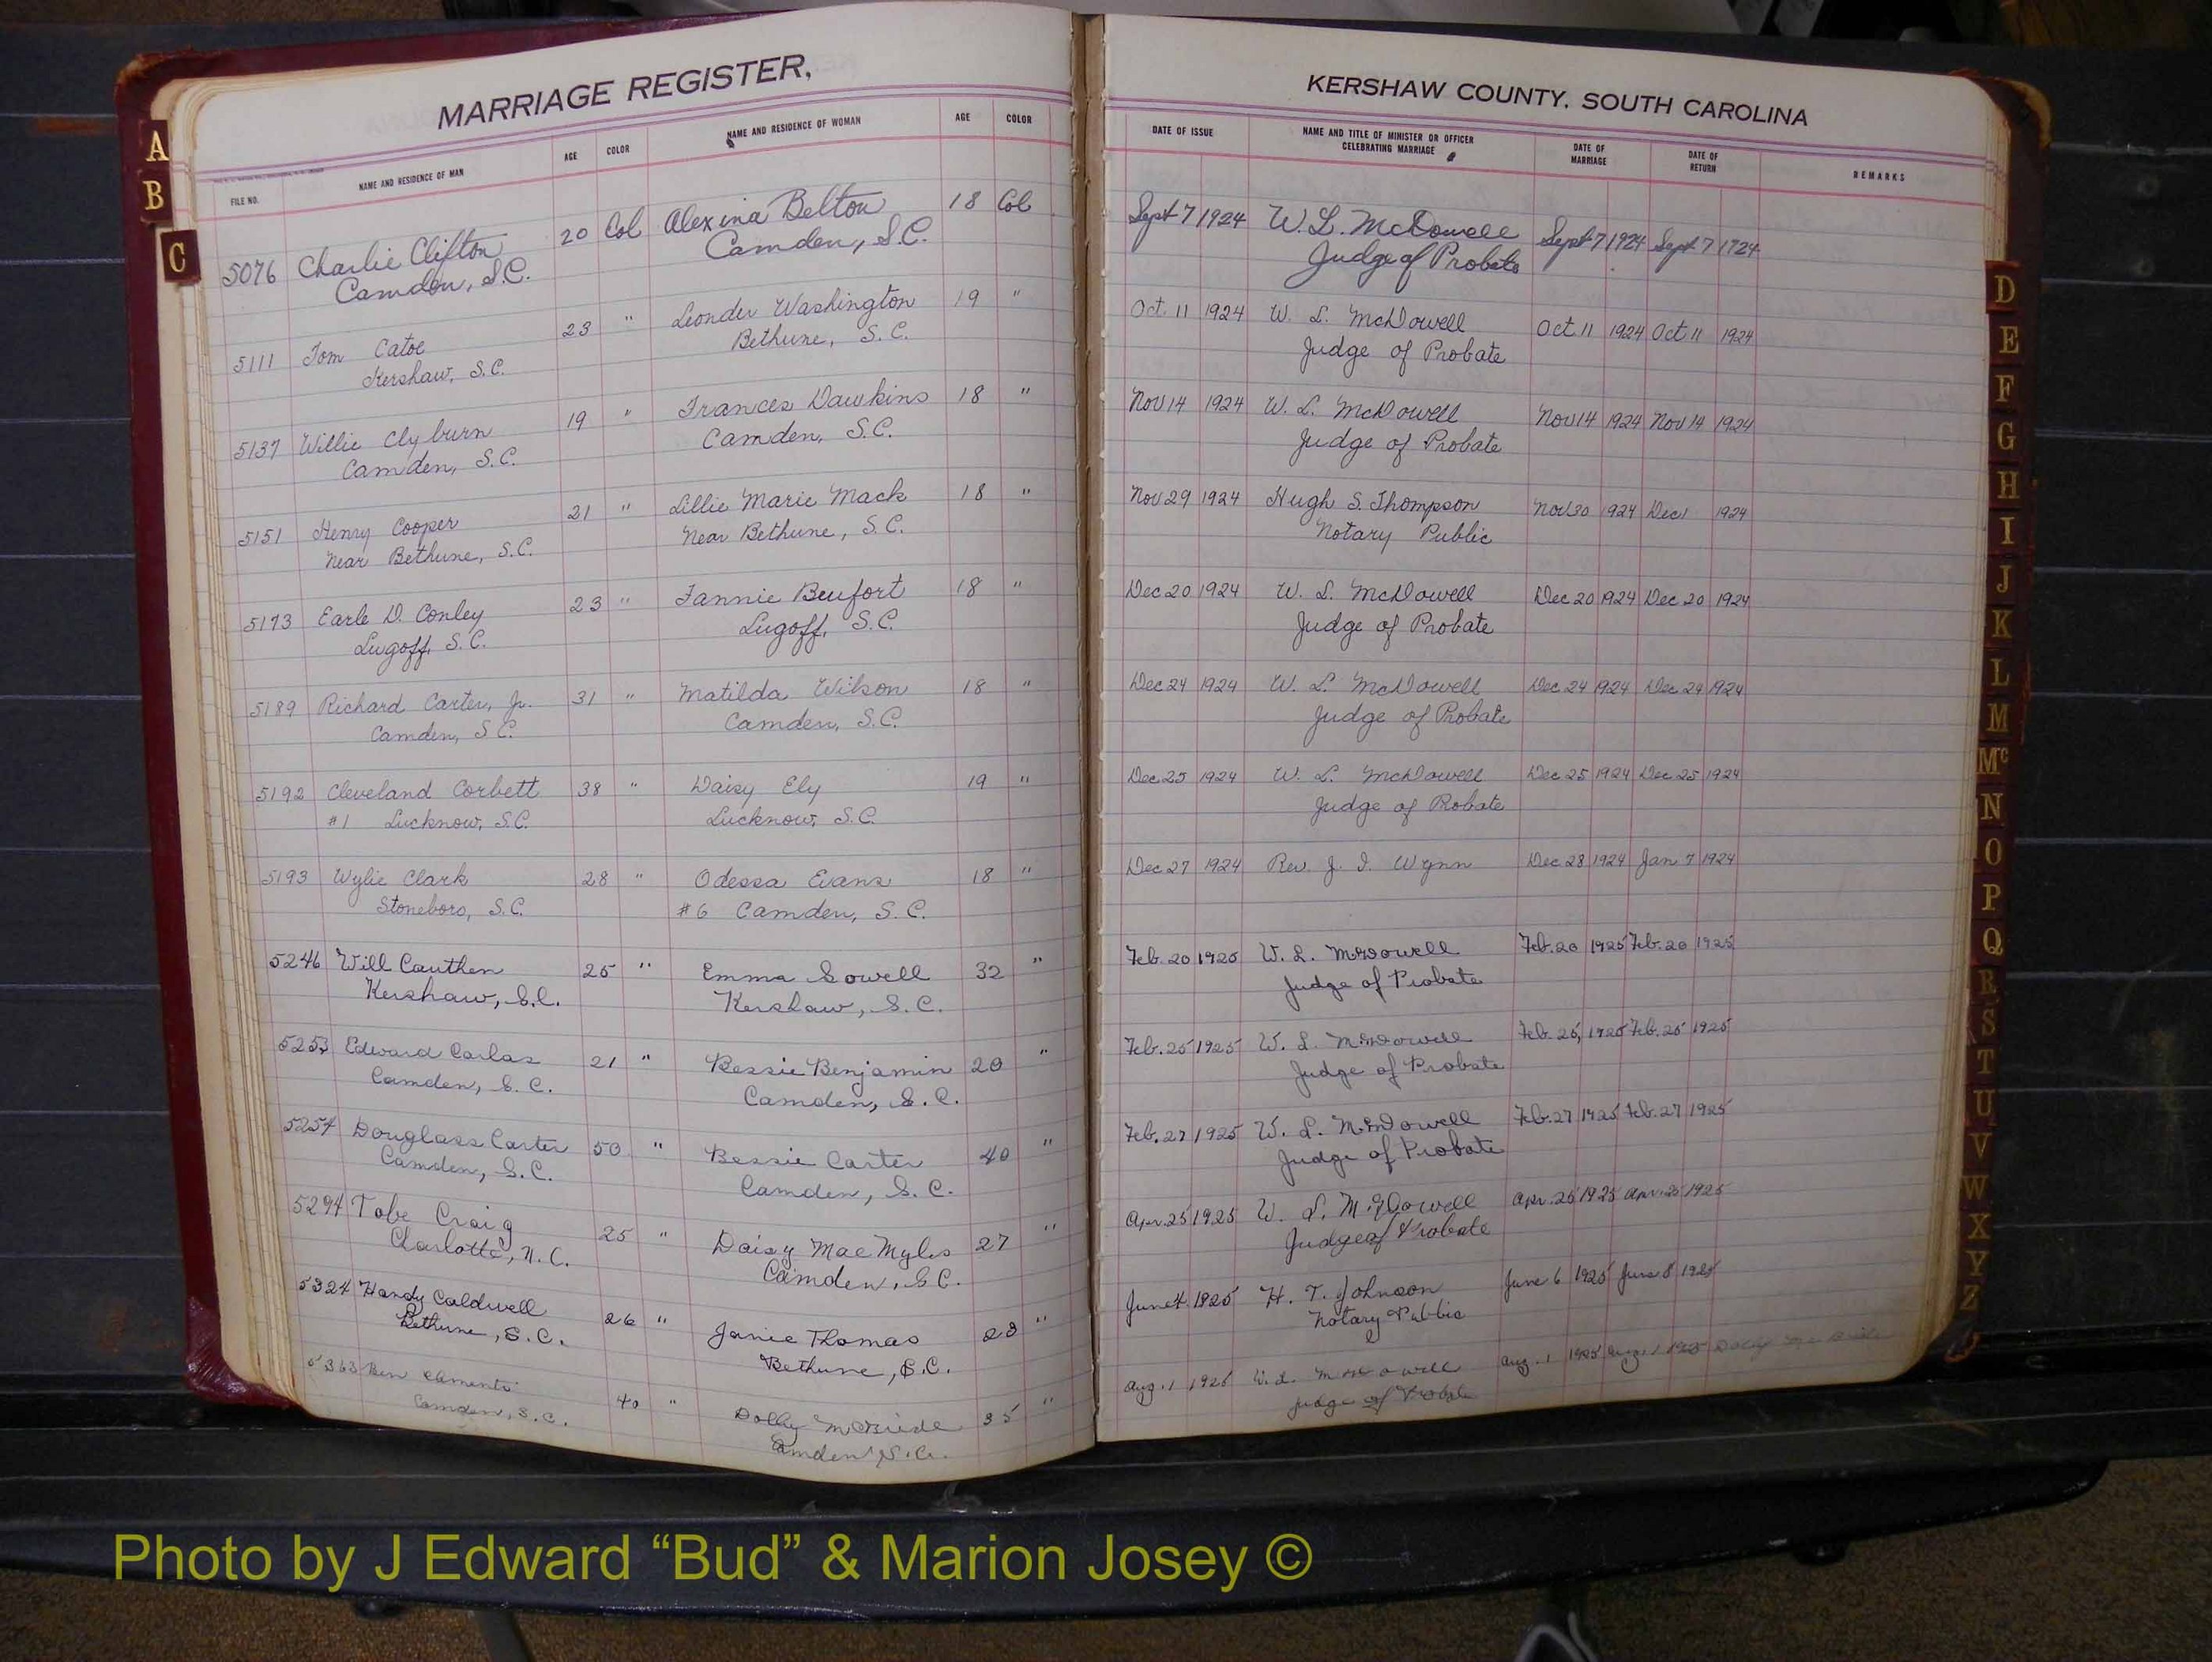 MARRIAGE REGISTER,
KERSHAW COUNTY, SOUTH CAROLINA
FILE NO. NAME AND RESIDENCE OF MAN AGE COLOR NAME AND RESIDENCE OF WOMAN AGE COLOR DATE OF ISSUE NAME AND TITLE OF MINISTER OR OFFICER CELEBRATING MARRIAGE DATE OF MARRIAGE DATE OF RETURN REMARKS
5076 Charlie Clifton 20 Col Alexina Belton 18 Col Sept 7 1924 W. L. McDowell Sept 7 1924 Sept 7 1924
Camden, S.C. Camden, S.C. Judge of Probate
5111 Tom Catoe 23 " Leonder Washington 19 " Oct. 11 1924 W. L. McDowell Oct 11 1924 Oct 11 1924
Kershaw, S.C. Bethune, S.C. Judge of Probate
5137 Willie Clyburn 19 " Frances Dawkins 18 " Nov 14 1924 W. L. McDowell Nov 14 1924 Nov 14 1924
Camden, S.C. Camden, S.C. Judge of Probate
5151 Henry Cooper 21 " Lillie Marie Mack 18 " Nov 29 1924 Hugh S. Thompson Nov 30 1924 Dec 1 1924
Near Bethune, S.C. Near Bethune, S.C. Notary Public
5173 Earle D. Conley 23 " Fannie Beufort 18 " Dec 20 1924 W. L. McDowell Dec 20 1924 Dec 20 1924
Lugoff, S.C. Lugoff, S.C. Judge of Probate
5189 Richard Carter, Jr. 31 " Matilda Wilson 18 " Dec 24 1924 W. L. McDowell Dec 24 1924 Dec 24 1924
Camden, S.C. Camden, S.C. Judge of Probate
5192 Cleveland Corbett 38 " Daisy Ely 19 " Dec 25 1924 W. L. McDowell Dec 25 1924 Dec 25 1924
#1 Lucknow, S.C. Lucknow, S.C. Judge of Probate
5193 Wylie Clark 28 " Odessa Evans 18 " Dec 27 1924 Rev. J. I. Wynn Dec 28 1924 Jan 7 1924
Stoneboro, S.C. #6 Camden, S.C.
5246 Will Cauthen 25 " Emma Sowell 32 " Feb. 20 1925 W. L. McDowell Feb. 20 1925 Feb. 20 1925
Kershaw, S.C. Kershaw, S.C. Judge of Probate
5253 Edward Carlas 21 " Bessie Benjamin 20 " Feb. 25 1925 W. L. McDowell Feb. 25, 1925 Feb. 25 1925
Camden, S.C. Camden, S.C. Judge of Probate
5254 Douglass Carter 50 " Bessie Carter 40 " Feb. 27 1925 W. L. McDowell Feb. 27 1925 Feb. 27 1925
Camden, S.C. Camden, S.C. Judge of Probate
5294 Tobe Craig 25 " Daisy Mae Myles 27 " Apr. 25 1925 W. L. McDowell Apr. 25 1925 Apr. 25 1925
Charlotte, N.C. Camden, S.C. Judge of Probate
5324 Handy Caldwell 26 " Janie Thomas 23 " June 4 1925 H. T. Johnson June 6 1925 June 8 1925
Bethune, S.C. Bethune, S.C. Notary Public
5363 Ben Clements 40 " Dolly McBride 35 " Aug. 1 1925 W. L. McDowell Aug. 1 1925 Aug. 1 1925 Dolly McBride
Camden, S.C. Camden, S.C. Judge of Probate
A
B
C
D
E
F
G
H
I
J
K
L
M
Mc
N
O
P
Q
R
S
T
U
V
W
X
Y
Z
Photo by J Edward “Bud” & Marion Josey ©